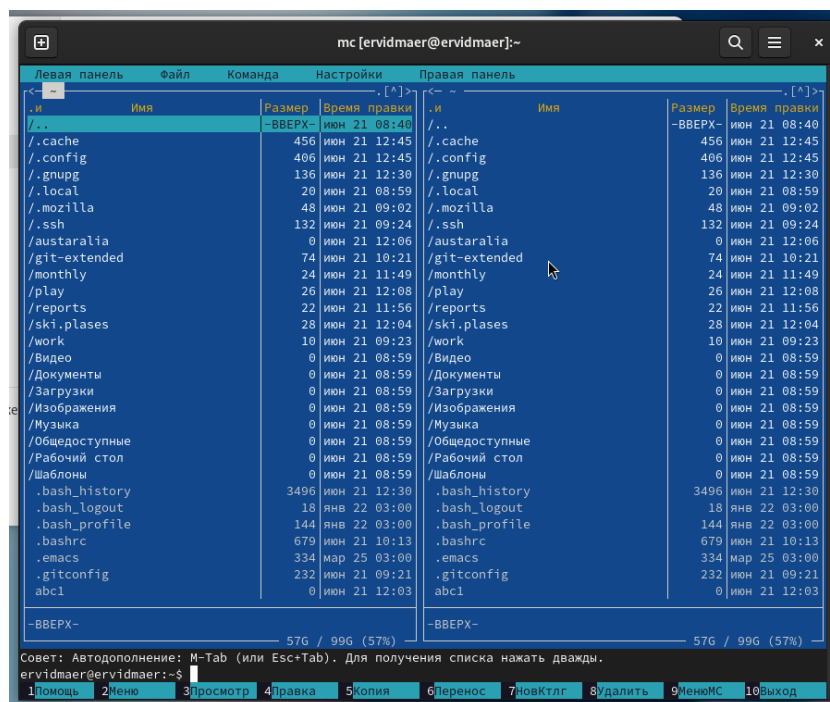 mc [ervidmaer@ervidmaer]:~
Левая панель Файл Команда Настройки Правая панель
<— ~ .[^]> <— ~ .[^]>
.и Имя Размер Время правки .и Имя Размер Время правки
/.. -ВВЕРХ- июн 21 08:40 /.. -ВВЕРХ- июн 21 08:40
/.cache 456 июн 21 12:45 /.cache 456 июн 21 12:45
/.config 406 июн 21 12:45 /.config 406 июн 21 12:45
/.gnupg 136 июн 21 12:30 /.gnupg 136 июн 21 12:30
/.local 20 июн 21 08:59 /.local 20 июн 21 08:59
/.mozilla 48 июн 21 09:02 /.mozilla 48 июн 21 09:02
/.ssh 132 июн 21 09:24 /.ssh 132 июн 21 09:24
/austaralia 0 июн 21 12:06 /austaralia 0 июн 21 12:06
/git-extended 74 июн 21 10:21 /git-extended 74 июн 21 10:21
/monthly 24 июн 21 11:49 /monthly 24 июн 21 11:49
/play 26 июн 21 12:08 /play 26 июн 21 12:08
/reports 22 июн 21 11:56 /reports 22 июн 21 11:56
/ski.plases 28 июн 21 12:04 /ski.plases 28 июн 21 12:04
/work 10 июн 21 09:23 /work 10 июн 21 09:23
/Видео 0 июн 21 08:59 /Видео 0 июн 21 08:59
/Документы 0 июн 21 08:59 /Документы 0 июн 21 08:59
/Загрузки 0 июн 21 08:59 /Загрузки 0 июн 21 08:59
/Изображения 0 июн 21 08:59 /Изображения 0 июн 21 08:59
/Музыка 0 июн 21 08:59 /Музыка 0 июн 21 08:59
/Общедоступные 0 июн 21 08:59 /Общедоступные 0 июн 21 08:59
/Рабочий стол 0 июн 21 08:59 /Рабочий стол 0 июн 21 08:59
/Шаблоны 0 июн 21 08:59 /Шаблоны 0 июн 21 08:59
.bash_history 3496 июн 21 12:30 .bash_history 3496 июн 21 12:30
.bash_logout 18 янв 22 03:00 .bash_logout 18 янв 22 03:00
.bash_profile 144 янв 22 03:00 .bash_profile 144 янв 22 03:00
.bashrc 679 июн 21 10:13 .bashrc 679 июн 21 10:13
.emacs 334 мар 25 03:00 .emacs 334 мар 25 03:00
.gitconfig 232 июн 21 09:21 .gitconfig 232 июн 21 09:21
abc1 0 июн 21 12:03 abc1 0 июн 21 12:03
-ВВЕРХ- -ВВЕРХ-
57G / 99G (57%) 57G / 99G (57%)
Совет: Автодополнение: M-Tab (или Esc+Tab). Для получения списка нажать дважды.
ervidmaer@ervidmaer:~$
1Помощь 2Меню 3Просмотр 4Правка 5Копия 6Перенос 7НовКтлг 8Удалить 9МенюMC 10Выход